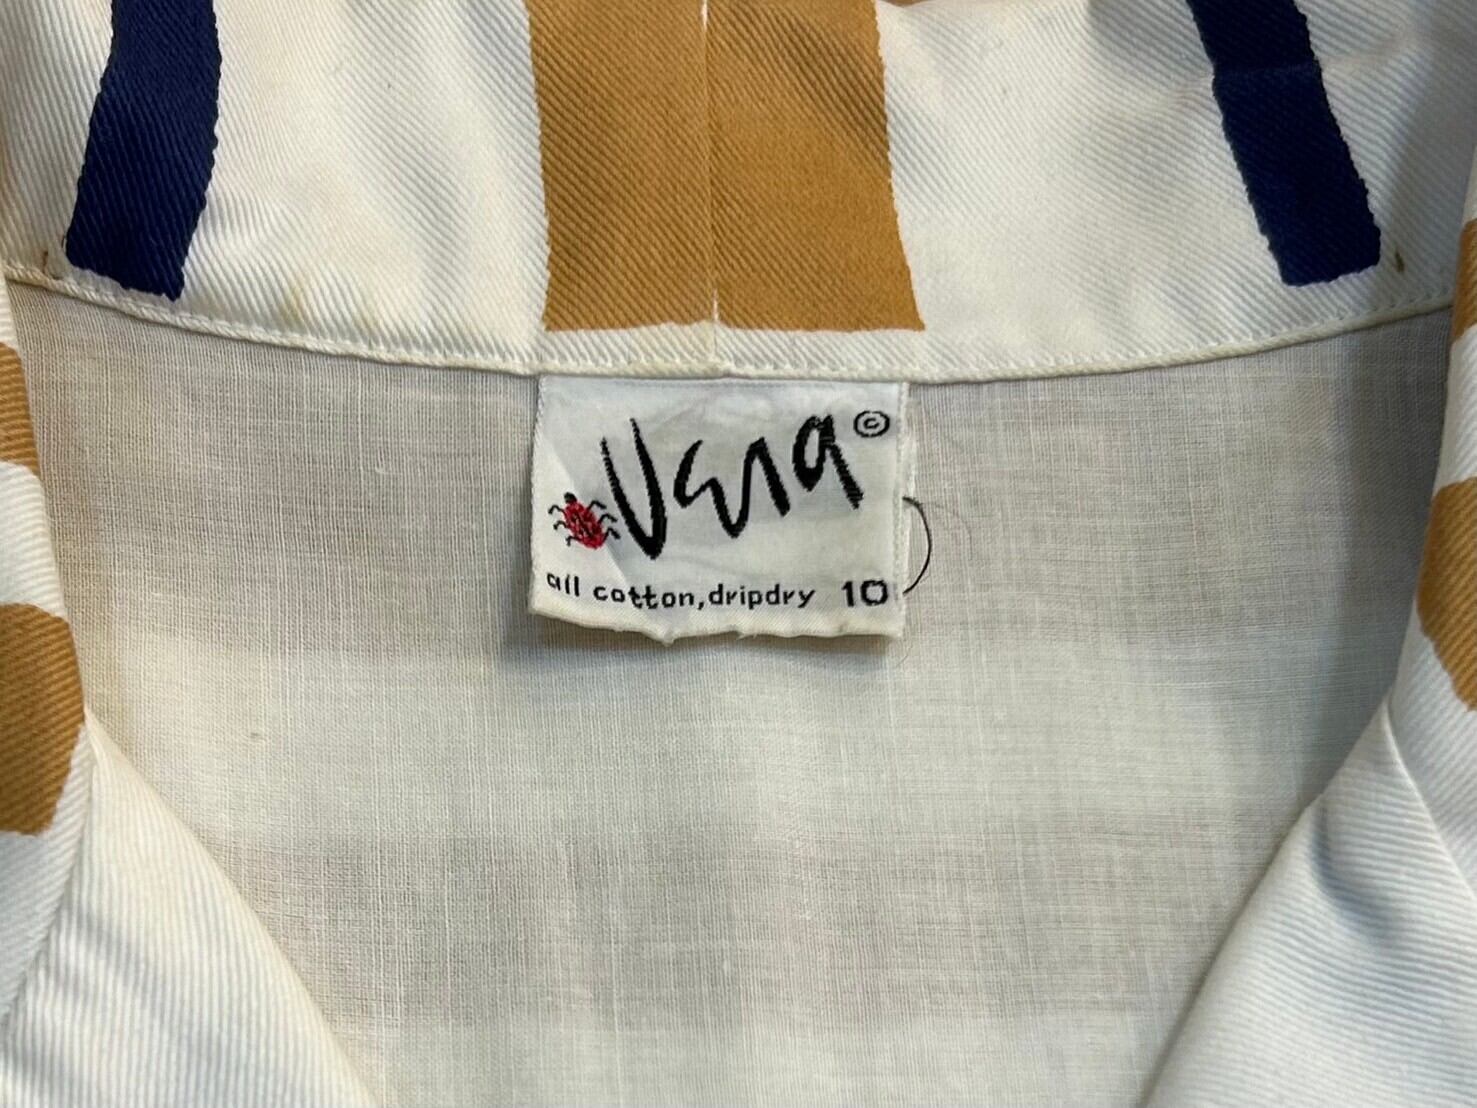 Vera ©
all cotton, dripdry 10